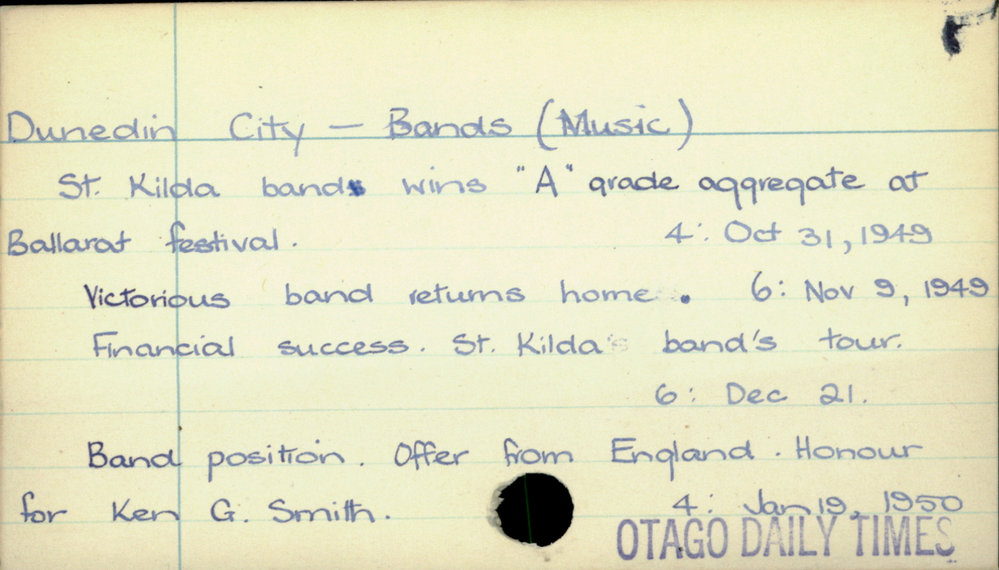 Dunedin City — Bands (Music)
St. Kilda band wins "A" grade aggregate at
Ballarat festival. 4: Oct 31, 1949
Victorious band returns home. 6: Nov 9, 1949
Financial success. St. Kilda band's tour.
6: Dec 21.
Band position. Offer from England. Honour
for Ken G. Smith. 4: Jan 19, 1950
OTAGO DAILY TIMES